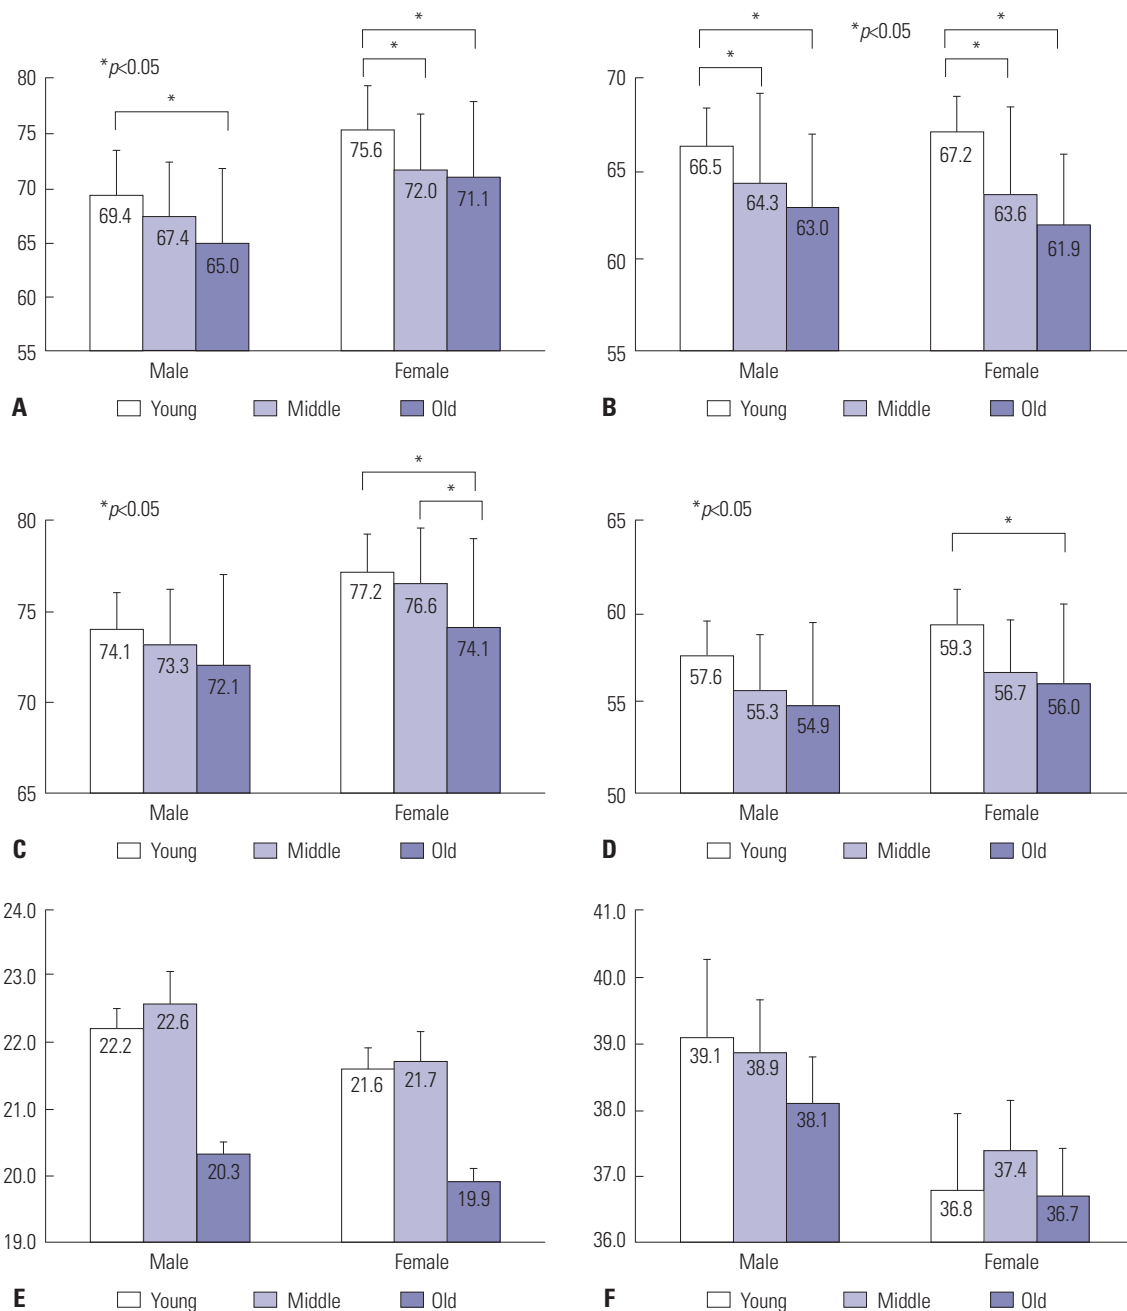 *
*p<0.05
*
*
80
75
70
65
60
55
69.4
67.4
65.0
75.6
72.0
71.1
Male
Female
A
Young
Middle
Old
*
*
*p<0.05
*
*
70
65
60
55
66.5
64.3
63.0
67.2
63.6
61.9
Male
Female
B
Young
Middle
Old
*
*p<0.05
*
80
75
70
65
74.1
73.3
72.1
77.2
76.6
74.1
Male
Female
C
Young
Middle
Old
*p<0.05
*
65
60
55
50
57.6
55.3
54.9
59.3
56.7
56.0
Male
Female
D
Young
Middle
Old
24.0
23.0
22.0
21.0
20.0
19.0
22.2
22.6
20.3
21.6
21.7
19.9
Male
Female
E
Young
Middle
Old
41.0
40.0
39.0
38.0
37.0
36.0
39.1
38.9
38.1
36.8
37.4
36.7
Male
Female
F
Young
Middle
Old